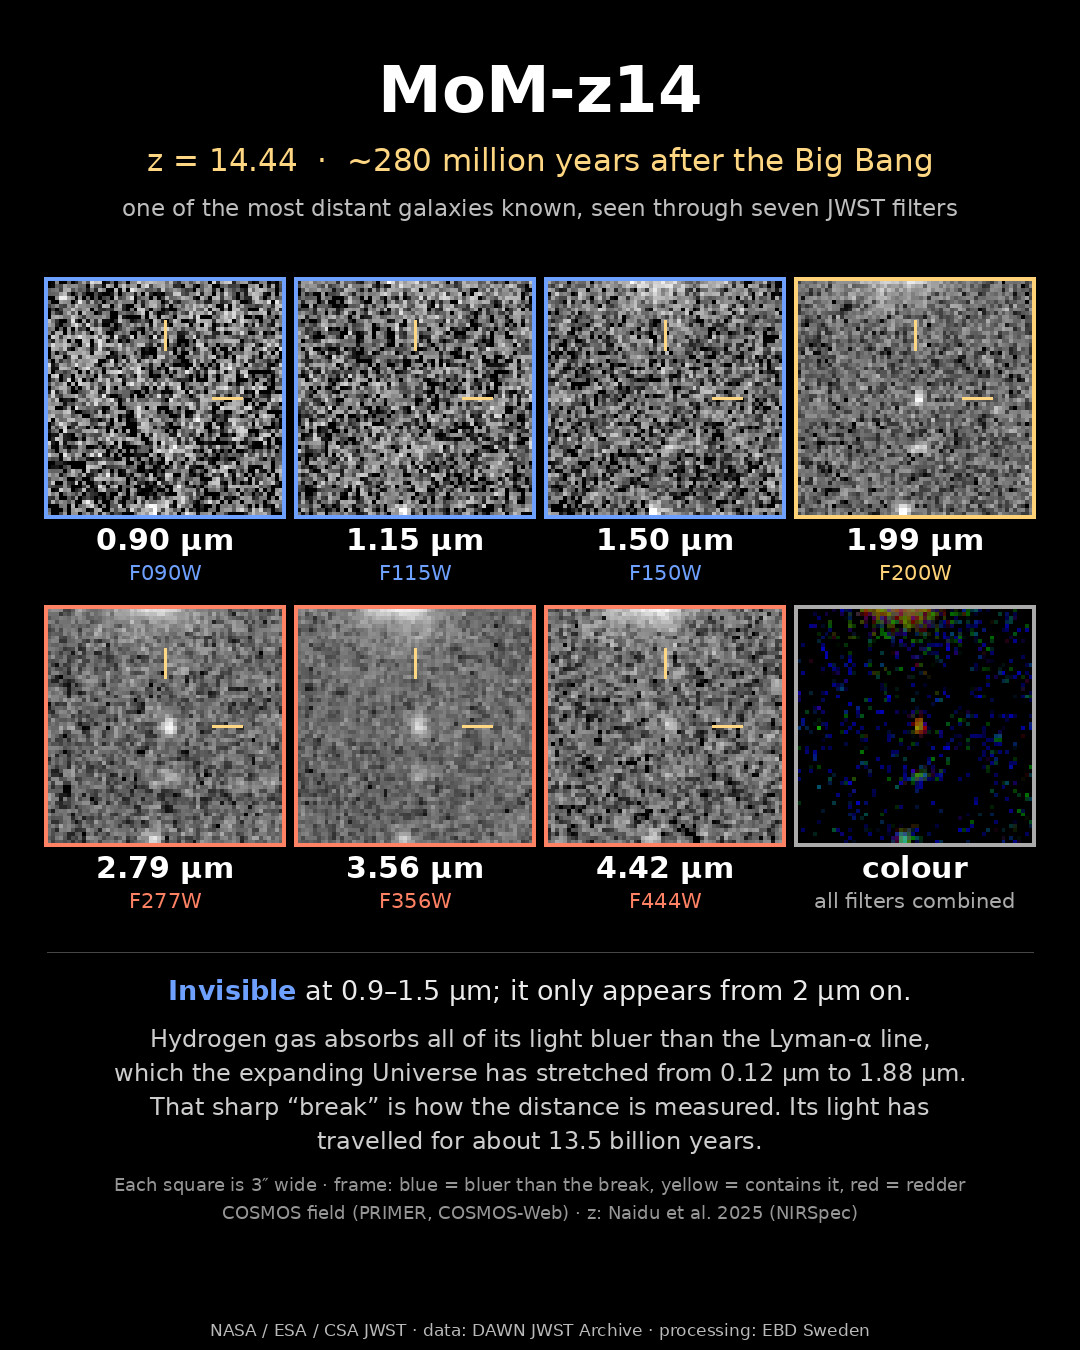 MoM-z14
z = 14.44 · ~280 million years after the Big Bang
one of the most distant galaxies known, seen through seven JWST filters
0.90 µm
F090W
1.15 µm
F115W
1.50 µm
F150W
1.99 µm
F200W
2.79 µm
F277W
3.56 µm
F356W
4.42 µm
F444W
colour
all filters combined
Invisible at 0.9–1.5 µm; it only appears from 2 µm on.
Hydrogen gas absorbs all of its light bluer than the Lyman-α line,
which the expanding Universe has stretched from 0.12 µm to 1.88 µm.
That sharp “break” is how the distance is measured. Its light has
travelled for about 13.5 billion years.
Each square is 3″ wide · frame: blue = bluer than the break, yellow = contains it, red = redder
COSMOS field (PRIMER, COSMOS-Web) · z: Naidu et al. 2025 (NIRSpec)
NASA / ESA / CSA JWST · data: DAWN JWST Archive · processing: EBD Sweden